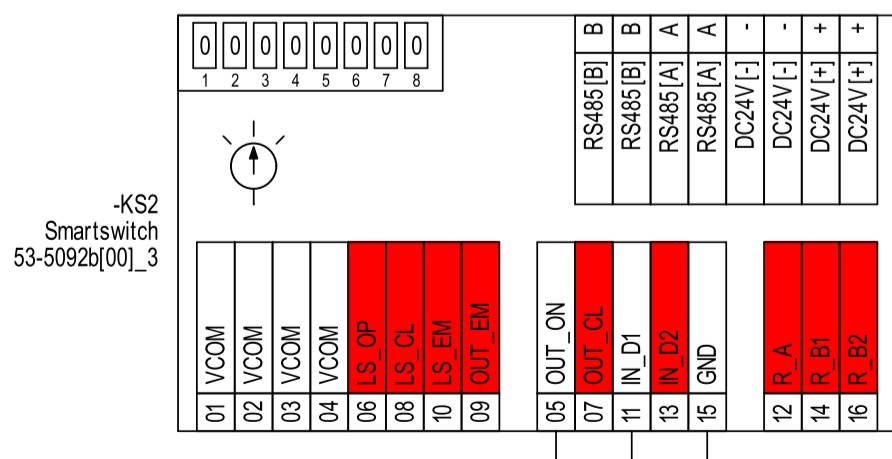 0 0 0 0 0 0 0 0
1 2 3 4 5 6 7 8
B B A A - - + +
RS485[B] RS485[B] RS485[A] RS485[A] DC24V[-] DC24V[-] DC24V[+] DC24V[+]
-KS2
Smartswitch
53-5092b[00]_3
VCOM VCOM VCOM VCOM LS_OP LS_CL LS_EM OUT_EM OUT_ON OUT_CL IN_D1 IN_D2 GND R_A R_B1 R_B2
01 02 03 04 06 08 10 09 05 07 11 13 15 12 14 16